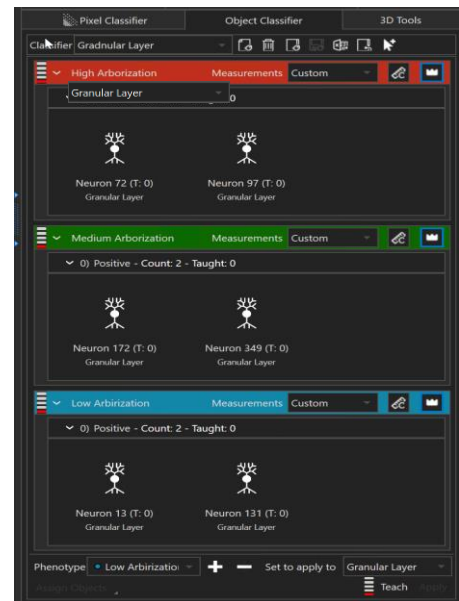 Pixel Classifier Object Classifier 3D Tools
Classifier Gradnular Layer
High Arborization Measurements Custom
Granular Layer 0
Neuron 72 (T: 0) Neuron 97 (T: 0)
Granular Layer Granular Layer
Medium Arborization Measurements Custom
0) Positive - Count: 2 - Taught: 0
Neuron 172 (T: 0) Neuron 349 (T: 0)
Granular Layer Granular Layer
Low Arbirization Measurements Custom
0) Positive - Count: 2 - Taught: 0
Neuron 13 (T: 0) Neuron 131 (T: 0)
Granular Layer Granular Layer
Phenotype Low Arbirizatio Set to apply to Granular Layer
Assign Objects Teach Apply